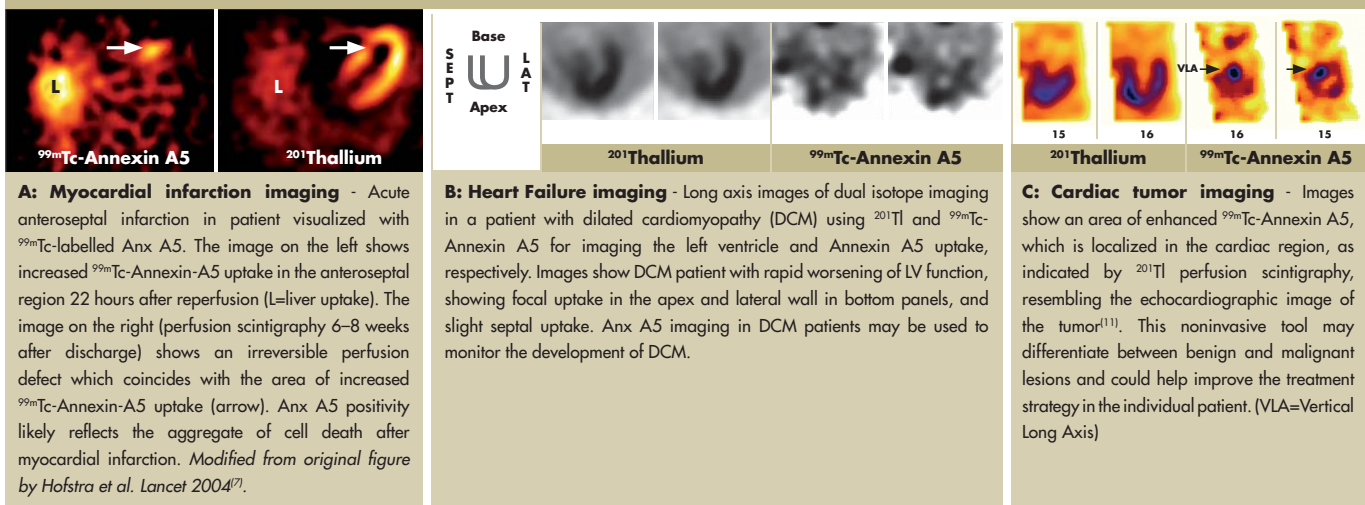 L
⁹⁹ᵐTc-Annexin A5
L
²⁰¹Thallium
A: Myocardial infarction imaging - Acute
anteroseptal infarction in patient visualized with
⁹⁹ᵐTc-labelled Anx A5. The image on the left shows
increased ⁹⁹ᵐTc-Annexin-A5 uptake in the anteroseptal
region 22 hours after reperfusion (L=liver uptake). The
image on the right (perfusion scintigraphy 6–8 weeks
after discharge) shows an irreversible perfusion
defect which coincides with the area of increased
⁹⁹ᵐTc-Annexin-A5 uptake (arrow). Anx A5 positivity
likely reflects the aggregate of cell death after
myocardial infarction. Modified from original figure
by Hofstra et al. Lancet 2004⁽⁷⁾.
Base
SEPT
LAT
Apex
²⁰¹Thallium
⁹⁹ᵐTc-Annexin A5
B: Heart Failure imaging - Long axis images of dual isotope imaging
in a patient with dilated cardiomyopathy (DCM) using ²⁰¹Tl and ⁹⁹ᵐTc-
Annexin A5 for imaging the left ventricle and Annexin A5 uptake,
respectively. Images show DCM patient with rapid worsening of LV function,
showing focal uptake in the apex and lateral wall in bottom panels, and
slight septal uptake. Anx A5 imaging in DCM patients may be used to
monitor the development of DCM.
VLA
15
16
16
15
²⁰¹Thallium
⁹⁹ᵐTc-Annexin A5
C: Cardiac tumor imaging - Images
show an area of enhanced ⁹⁹ᵐTc-Annexin A5,
which is localized in the cardiac region, as
indicated by ²⁰¹Tl perfusion scintigraphy,
resembling the echocardiographic image of
the tumor⁽¹¹⁾. This noninvasive tool may
differentiate between benign and malignant
lesions and could help improve the treatment
strategy in the individual patient. (VLA=Vertical
Long Axis)